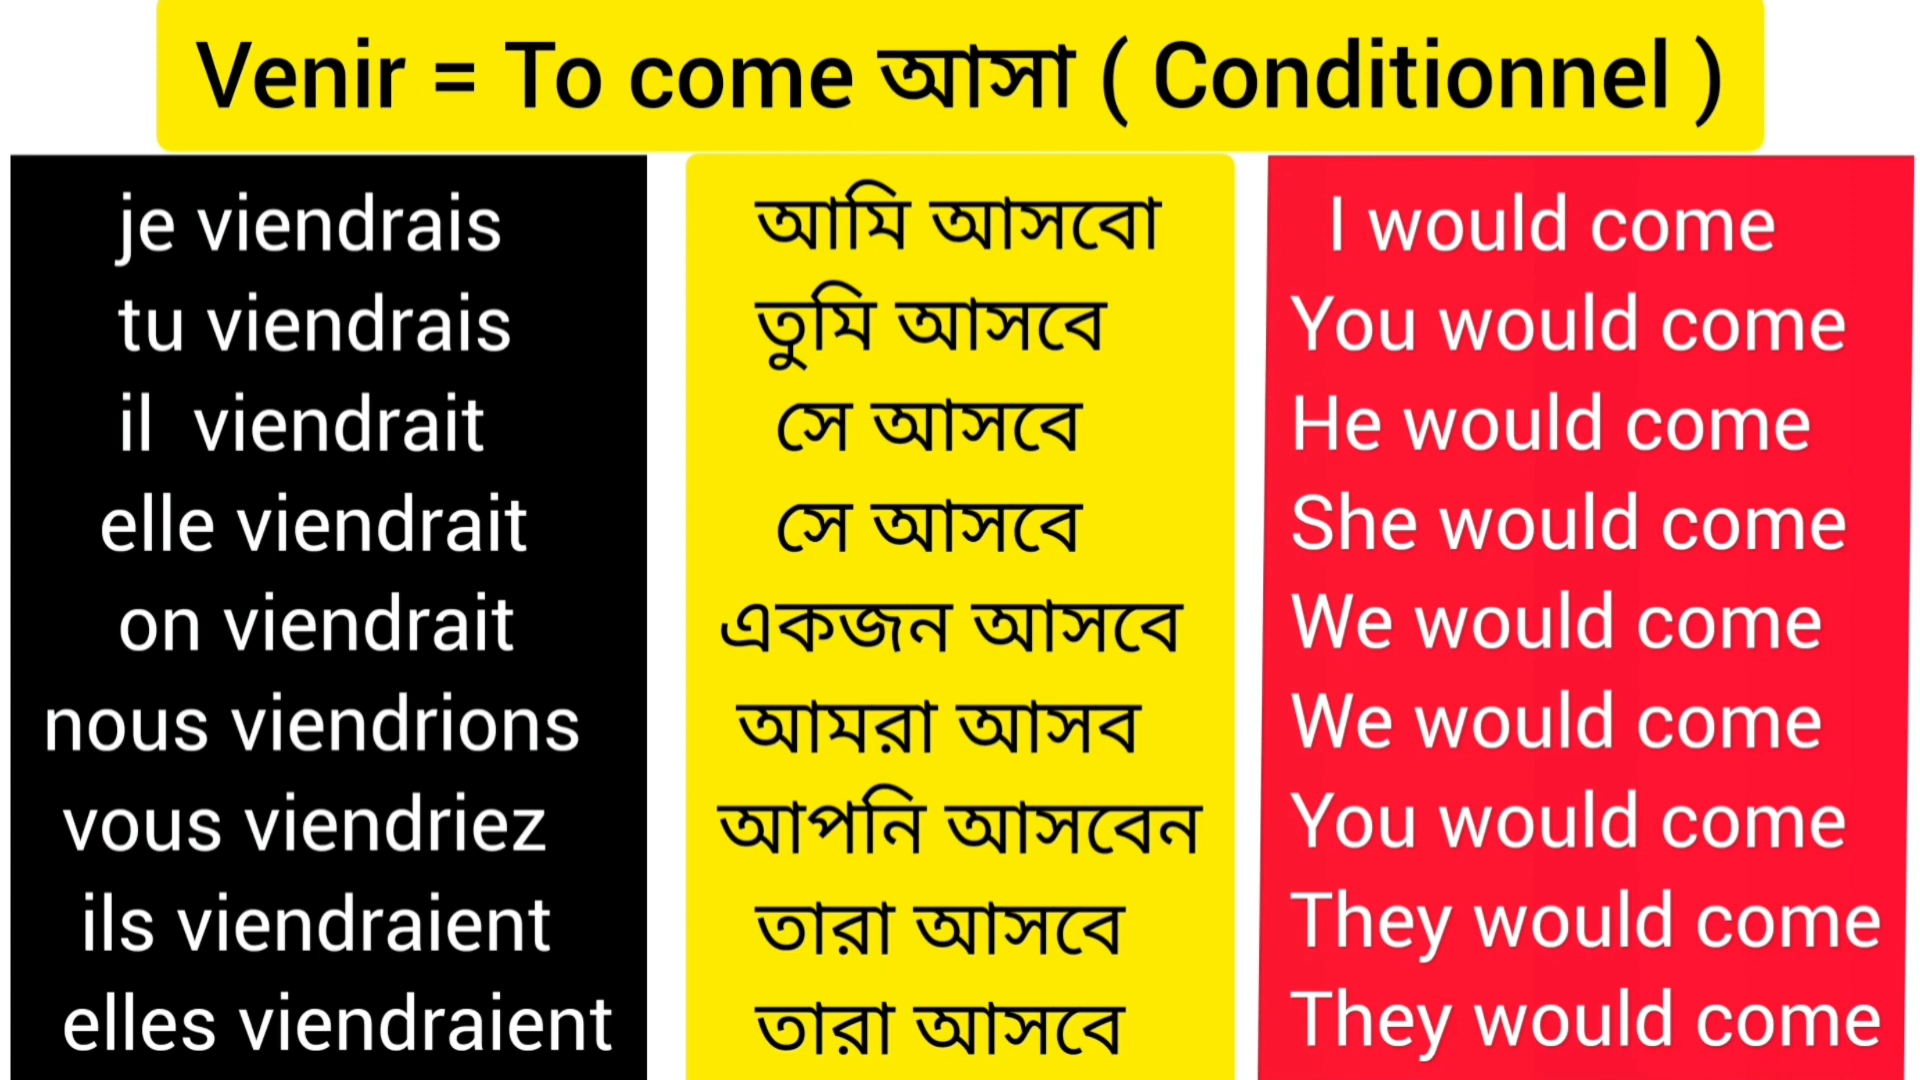 Venir = To come আসা ( Conditionnel )
je viendrais
tu viendrais
il viendrait
elle viendrait
on viendrait
nous viendrions
vous viendriez
ils viendraient
elles viendraient
আমি আসবো
তুমি আসবে
সে আসবে
সে আসবে
একজন আসবে
আমরা আসব
আপনি আসবেন
তারা আসবে
তারা আসবে
I would come
You would come
He would come
She would come
We would come
We would come
You would come
They would come
They would come